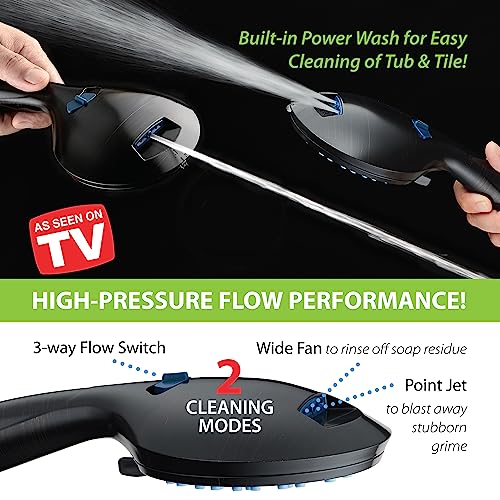 Built-in Power Wash for Easy
Cleaning of Tub & Tile!
AS SEEN ON
TV
HIGH-PRESSURE FLOW PERFORMANCE!
3-way Flow Switch
Wide Fan to rinse off soap residue
2
CLEANING
MODES
Point Jet
to blast away
stubborn
grime